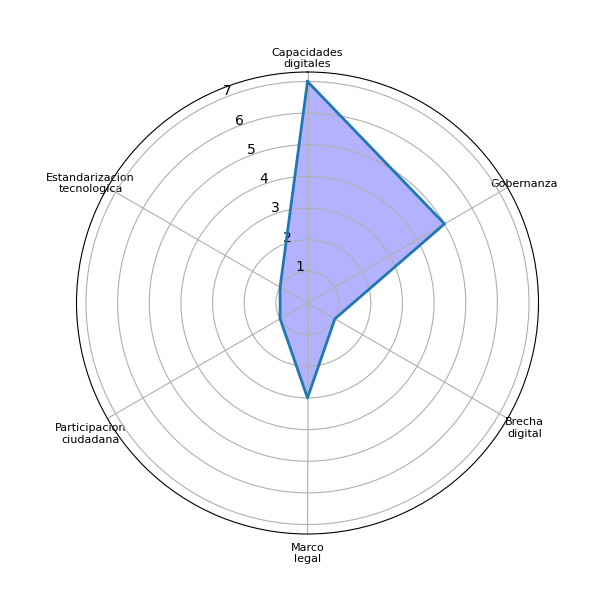 Capacidades
digitales
7
6
5
4
3
2
1
Estandarizacion
tecnologica
Gobernanza
Participacion
ciudadana
Brecha
digital
Marco
legal